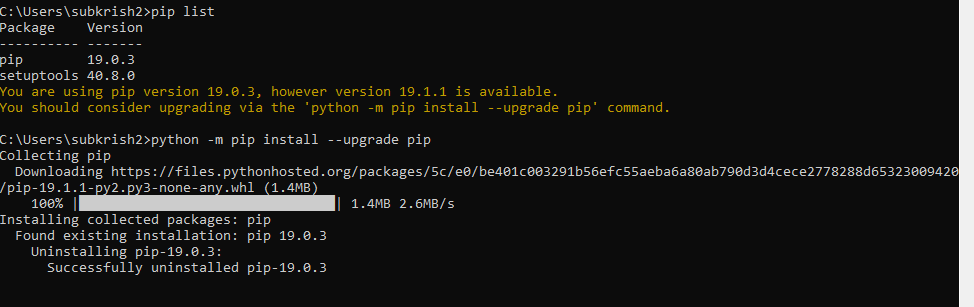 C:\Users\subkrish2>pip list
Package    Version
---------- -------
pip        19.0.3
setuptools 40.8.0
You are using pip version 19.0.3, however version 19.1.1 is available.
You should consider upgrading via the 'python -m pip install --upgrade pip' command.
C:\Users\subkrish2>python -m pip install --upgrade pip
Collecting pip
  Downloading https://files.pythonhosted.org/packages/5c/e0/be401c003291b56efc55aeba6a80ab790d3d4cece2778288d65323009420
/pip-19.1.1-py2.py3-none-any.whl (1.4MB)
    100% |████████████████████████████████| 1.4MB 2.6MB/s
Installing collected packages: pip
  Found existing installation: pip 19.0.3
    Uninstalling pip-19.0.3:
      Successfully uninstalled pip-19.0.3